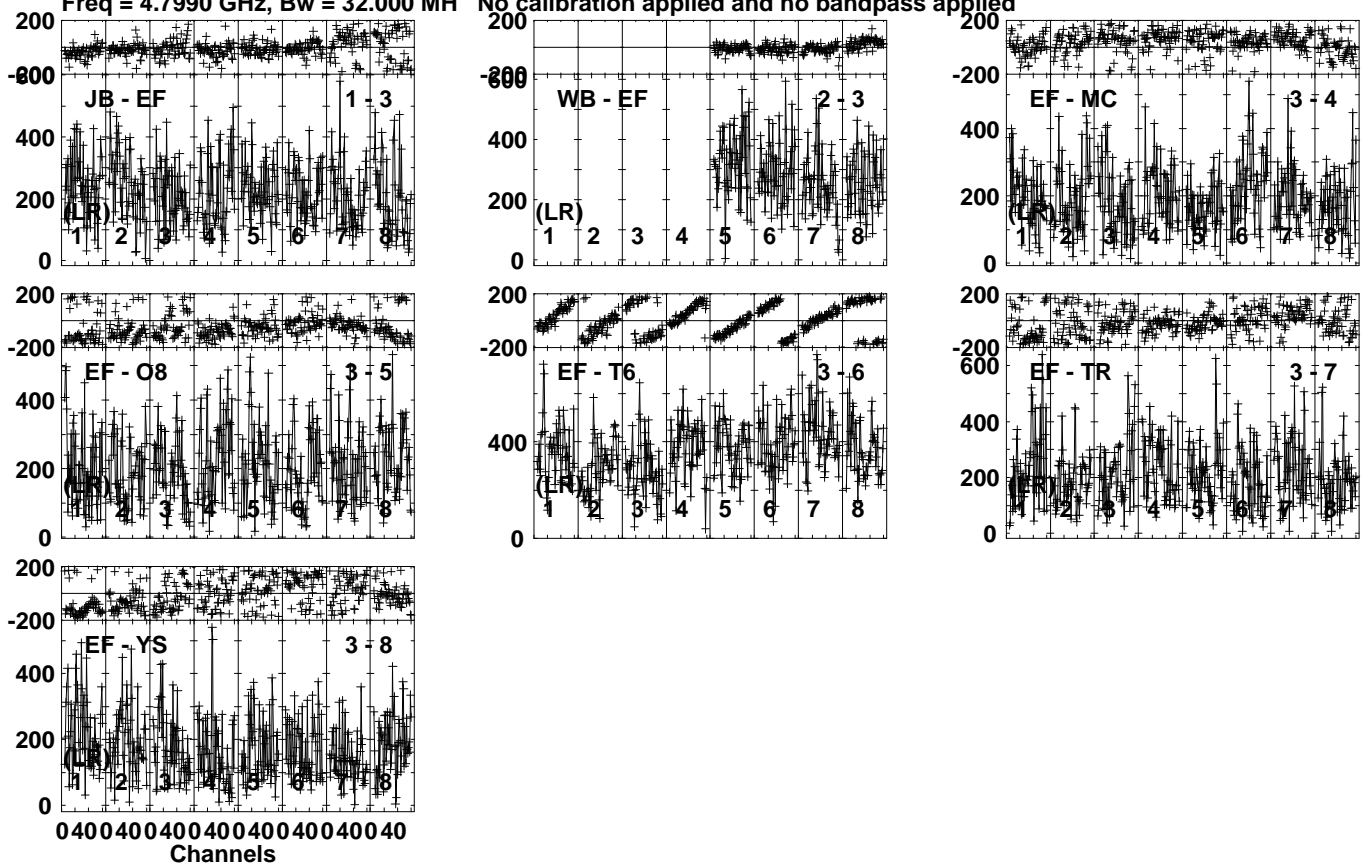 Freq = 4.7990 GHz, Bw = 32.000 MH No calibration applied and no bandpass applied
200 200 200
-200 -200 -200
600 600
JB - EF 1 - 3 WB - EF 2 - 3 EF - MC 3 - 4
400 400 400
200 200 200
(LR) (LR) (LR)
1 2 3 4 5 6 7 8 1 2 3 4 5 6 7 8 1 2 3 4 5 6 7 8
0 0 0
200 200 200
-200 -200 -200
600
EF - O8 3 - 5 EF - T6 3 - 6 EF - TR 3 - 7
400 400 400
200 200
(LR) (LR) (LR)
1 2 3 4 5 6 7 8 1 2 3 4 5 6 7 8 1 2 3 4 5 6 7 8
0 0 0
200
-200
EF - YS 3 - 8
400
200
(LR)
1 2 3 4 5 6 7 8
0
0 40 0 40 0 40 0 40 0 40 0 40 0 40 0 40
Channels